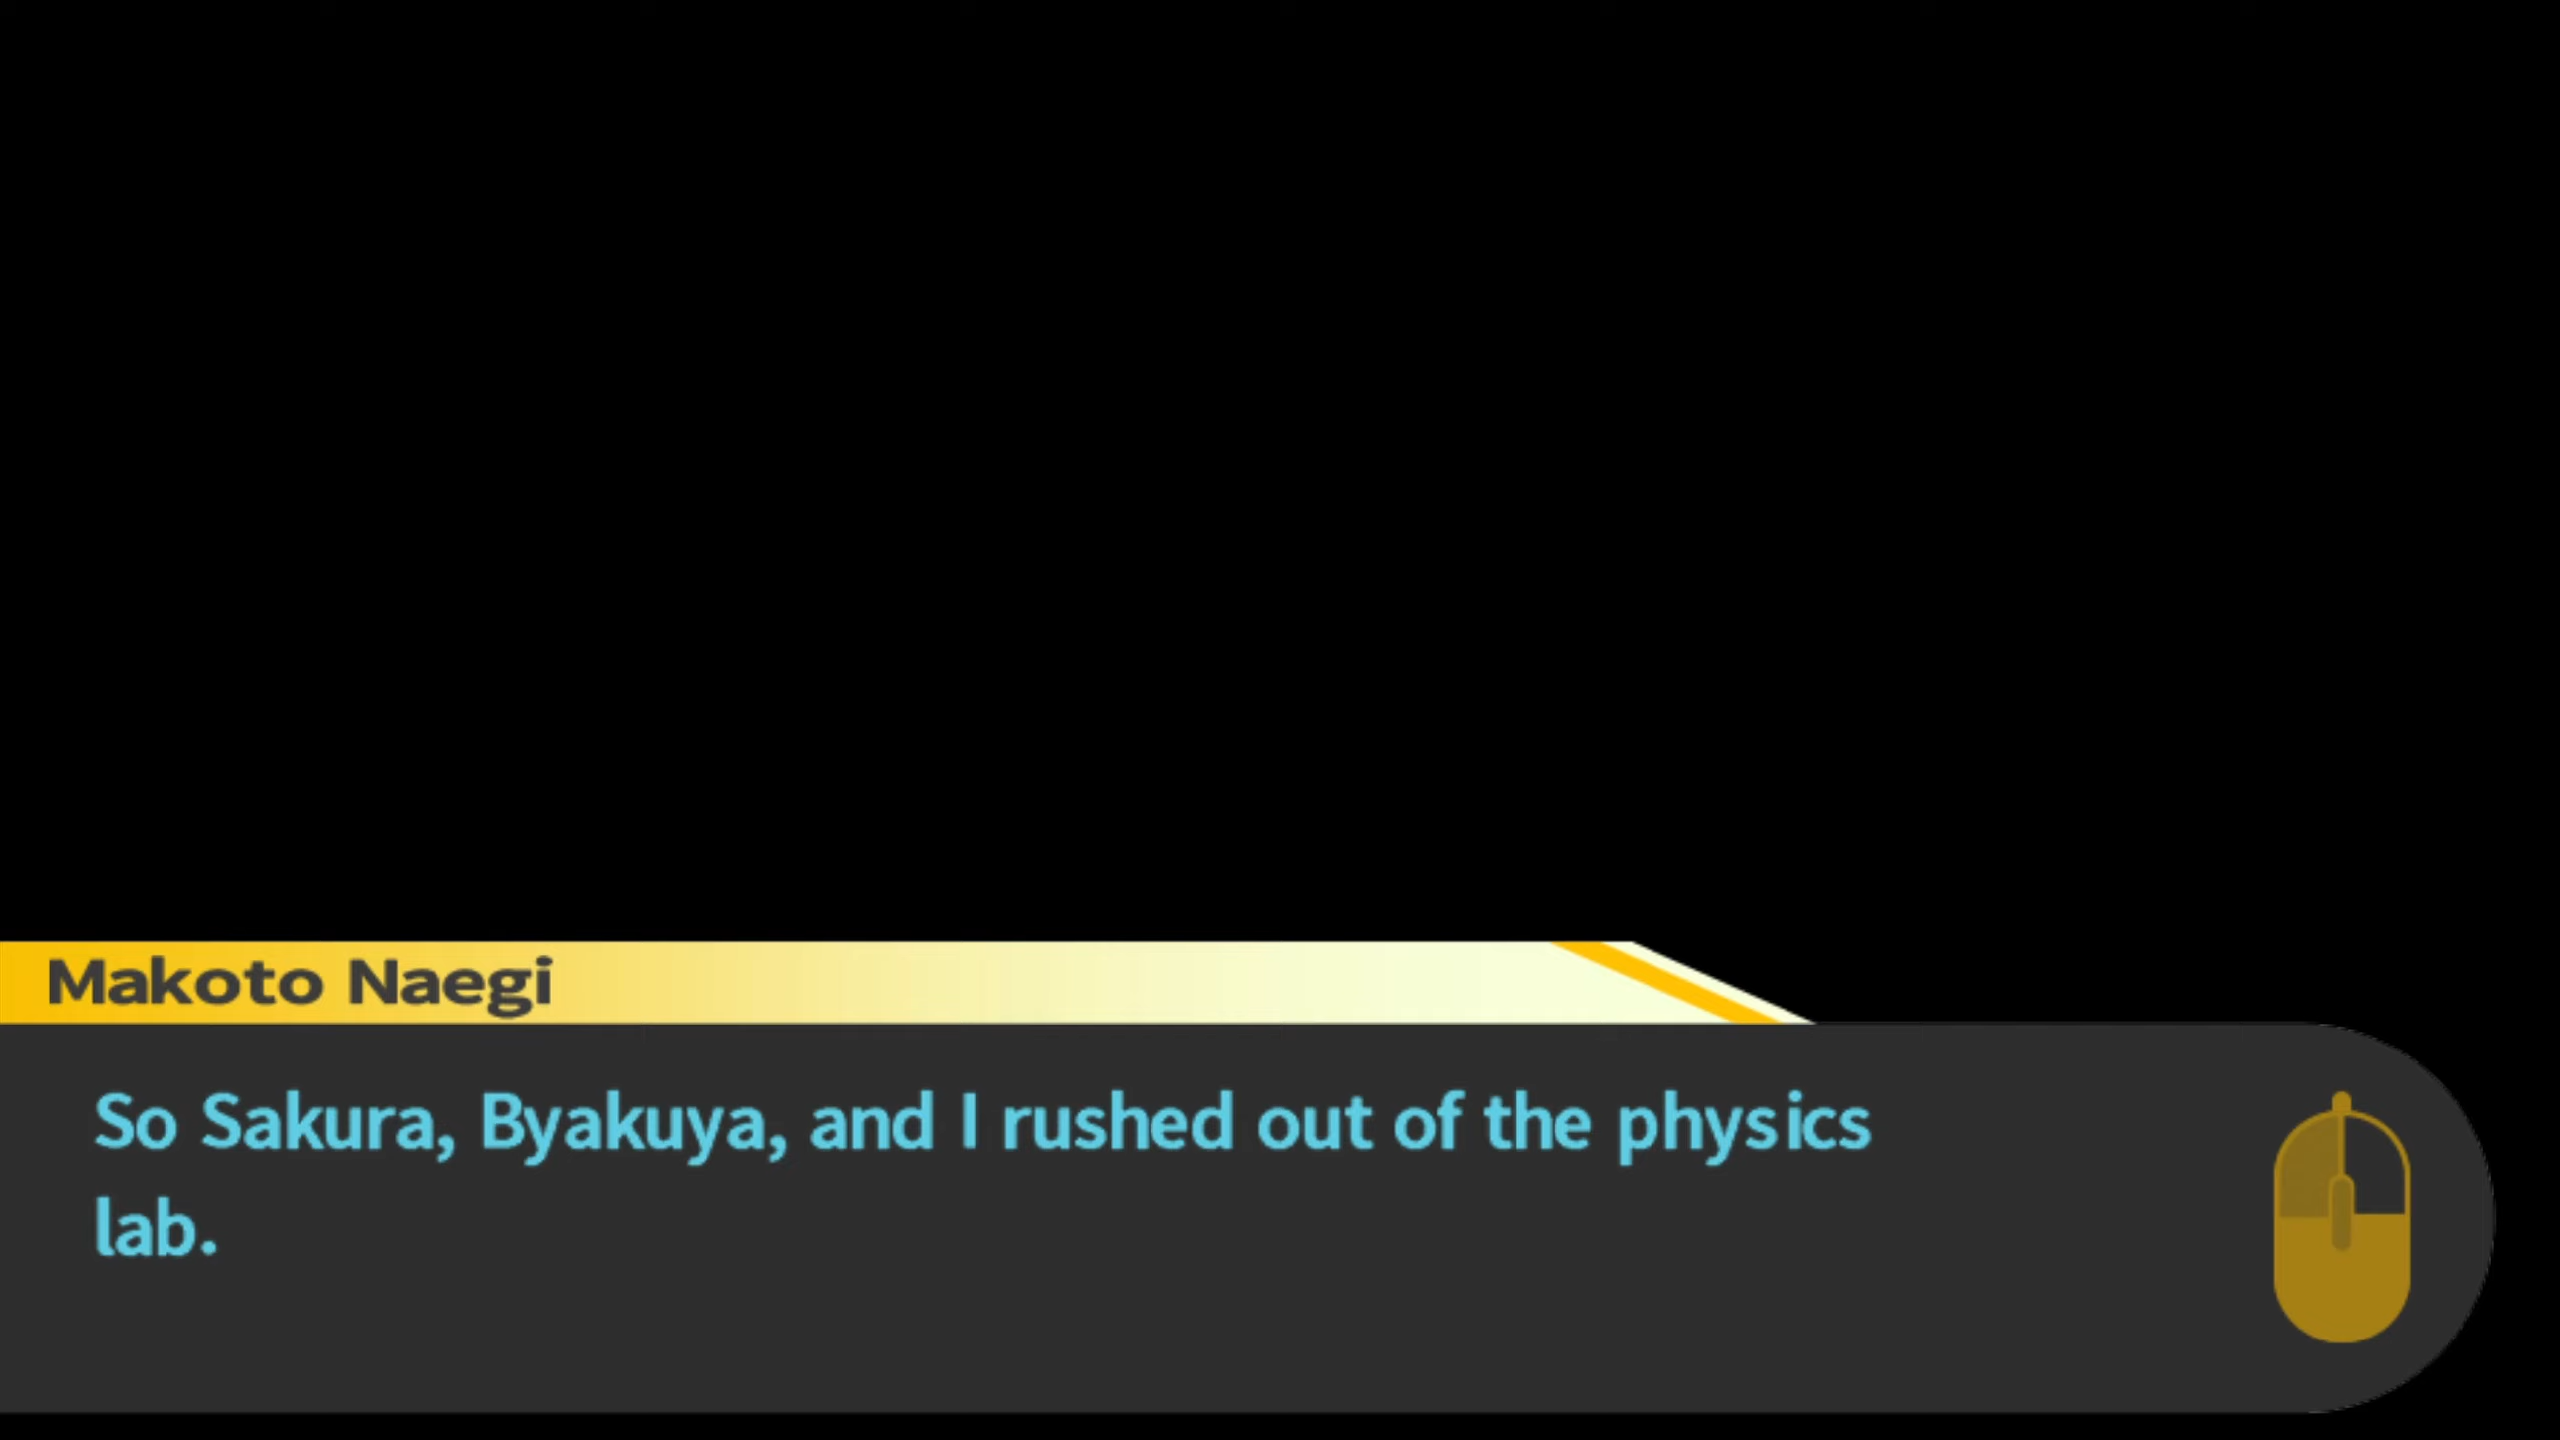 Makoto Naegi
So Sakura, Byakuya, and I rushed out of the physics
lab.